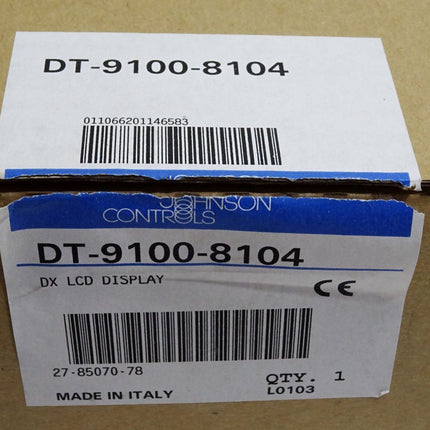 DT-9100-8104
011066201146583
JOHNSON
CONTROLS
DT-9100-8104
DX LCD DISPLAY
CE
27-85070-78
QTY. 1
MADE IN ITALY
L0103